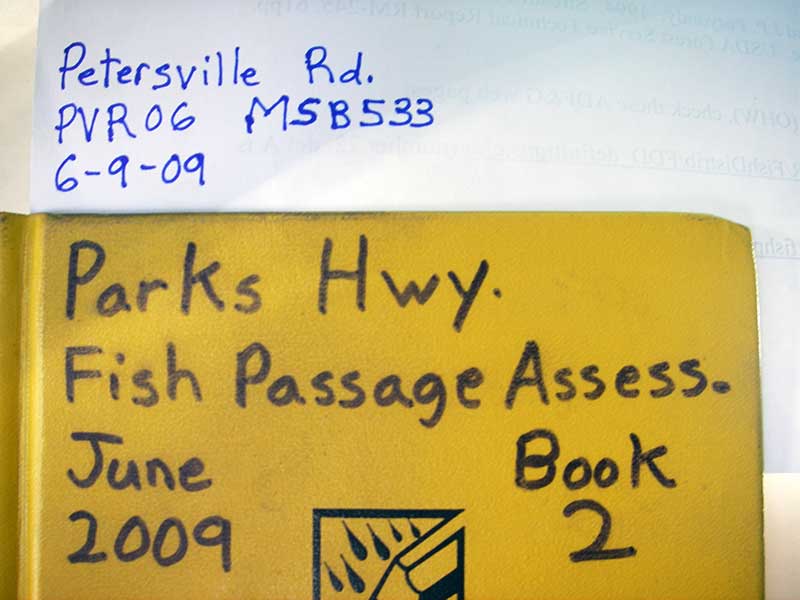 Petersville Rd.
PVR06 MSB533
6-9-09
Parks Hwy.
Fish Passage Assess.
June Book
2009 2